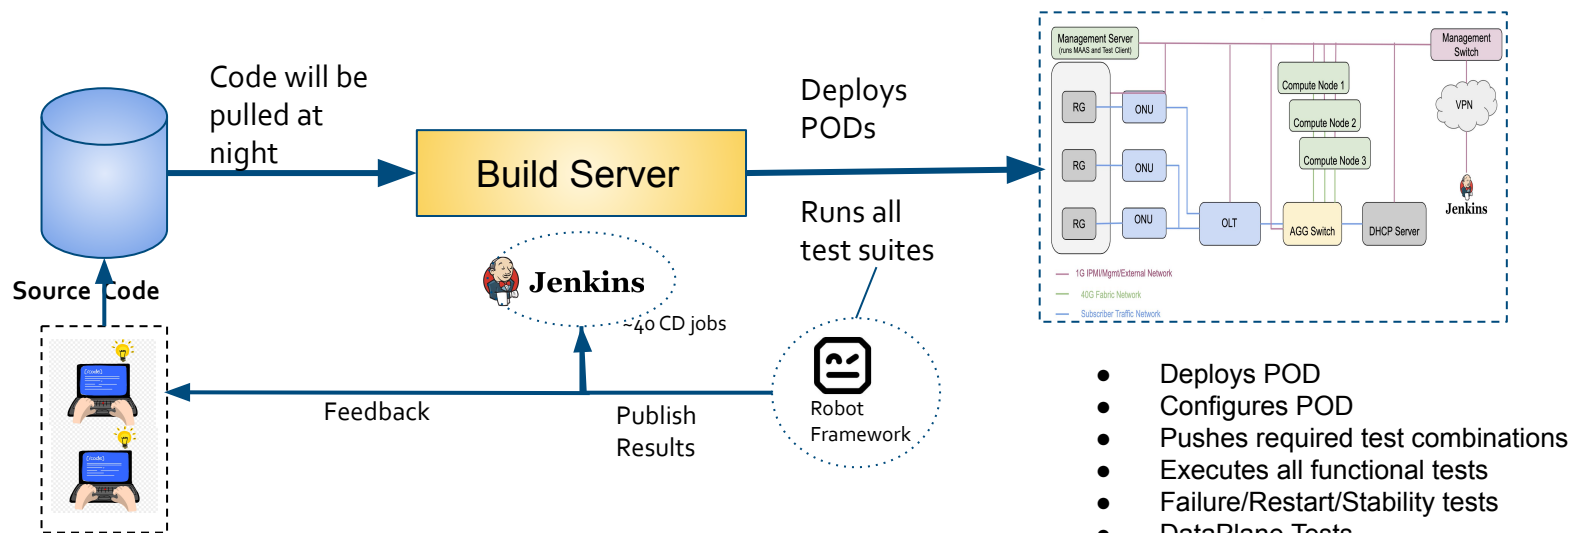 Code will be
pulled at
night
Source Code
Build Server
Deploys
PODs
Runs all
test suites
Jenkins
~40 CD jobs
Feedback
Publish
Results
Robot
Framework
Management Server
(runs MAAS and Test Client)
Management
Switch
RG
ONU
RG
ONU
RG
ONU
OLT
Compute Node 1
Compute Node 2
Compute Node 3
AGG Switch
DHCP Server
VPN
Jenkins
1G IPMI/Mgmt/External Network
40G Fabric Network
Subscriber Traffic Network
● Deploys POD
● Configures POD
● Pushes required test combinations
● Executes all functional tests
● Failure/Restart/Stability tests
● DataPlane Tests